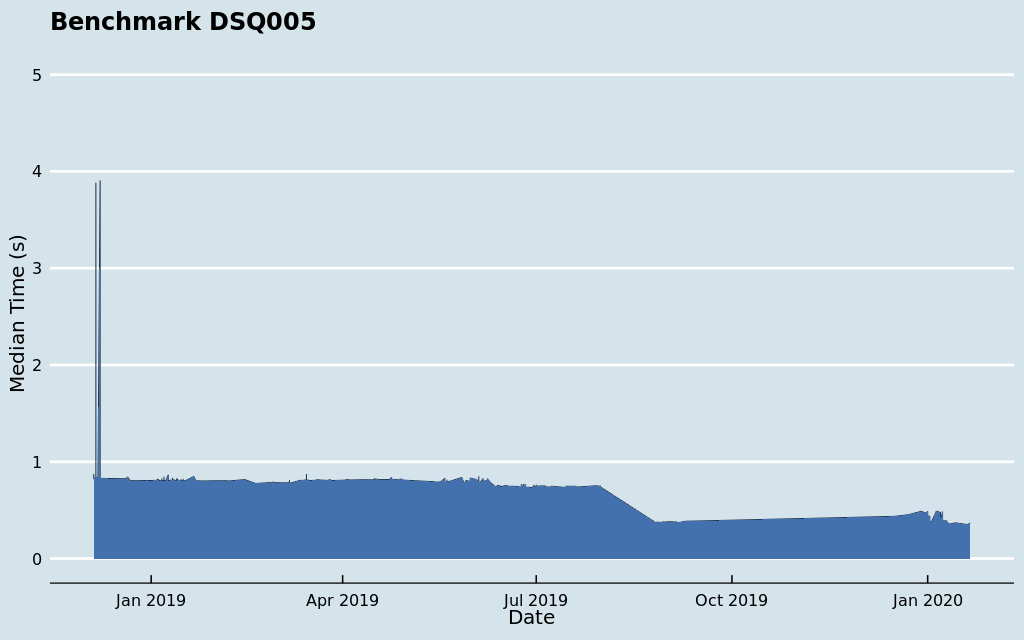 Benchmark DSQ005
Median Time (s)
5
4
3
2
1
0
Jan 2019
Apr 2019
Jul 2019
Oct 2019
Jan 2020
Date